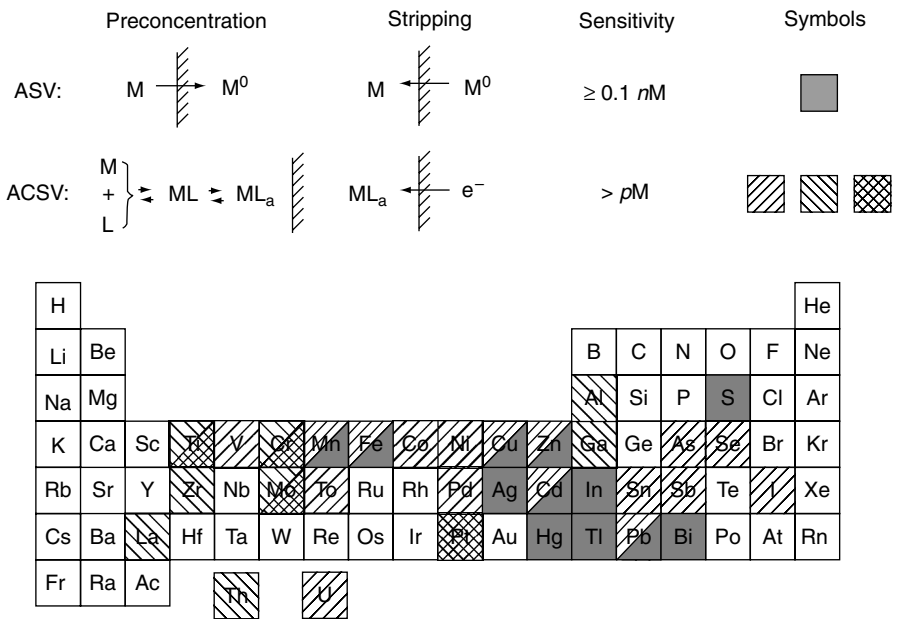 Preconcentration Stripping Sensitivity Symbols
ASV: M M⁰ M M⁰ ≥ 0.1 nM
ACSV: M + L ML MLₐ MLₐ e⁻ > pM
H He
Li Be B C N O F Ne
Na Mg Al Si P S Cl Ar
K Ca Sc Ti V Cr Mn Fe Co Ni Cu Zn Ga Ge As Se Br Kr
Rb Sr Y Zr Nb Mo To Ru Rh Pd Ag Cd In Sn Sb Te I Xe
Cs Ba La Hf Ta W Re Os Ir Pt Au Hg Tl Pb Bi Po At Rn
Fr Ra Ac
Th U